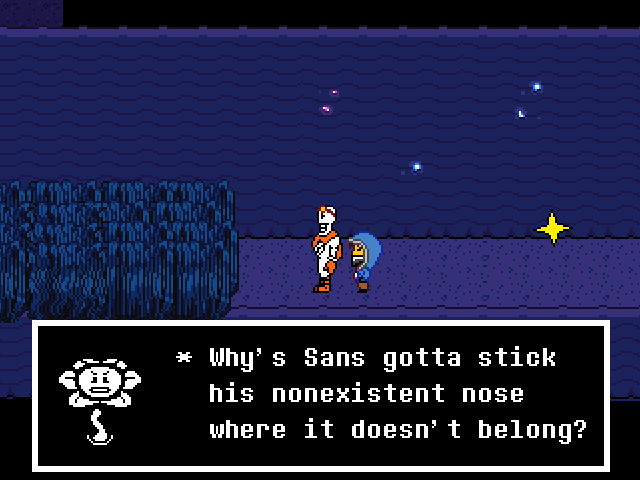 * Why's Sans gotta stick
his nonexistent nose
where it doesn't belong?